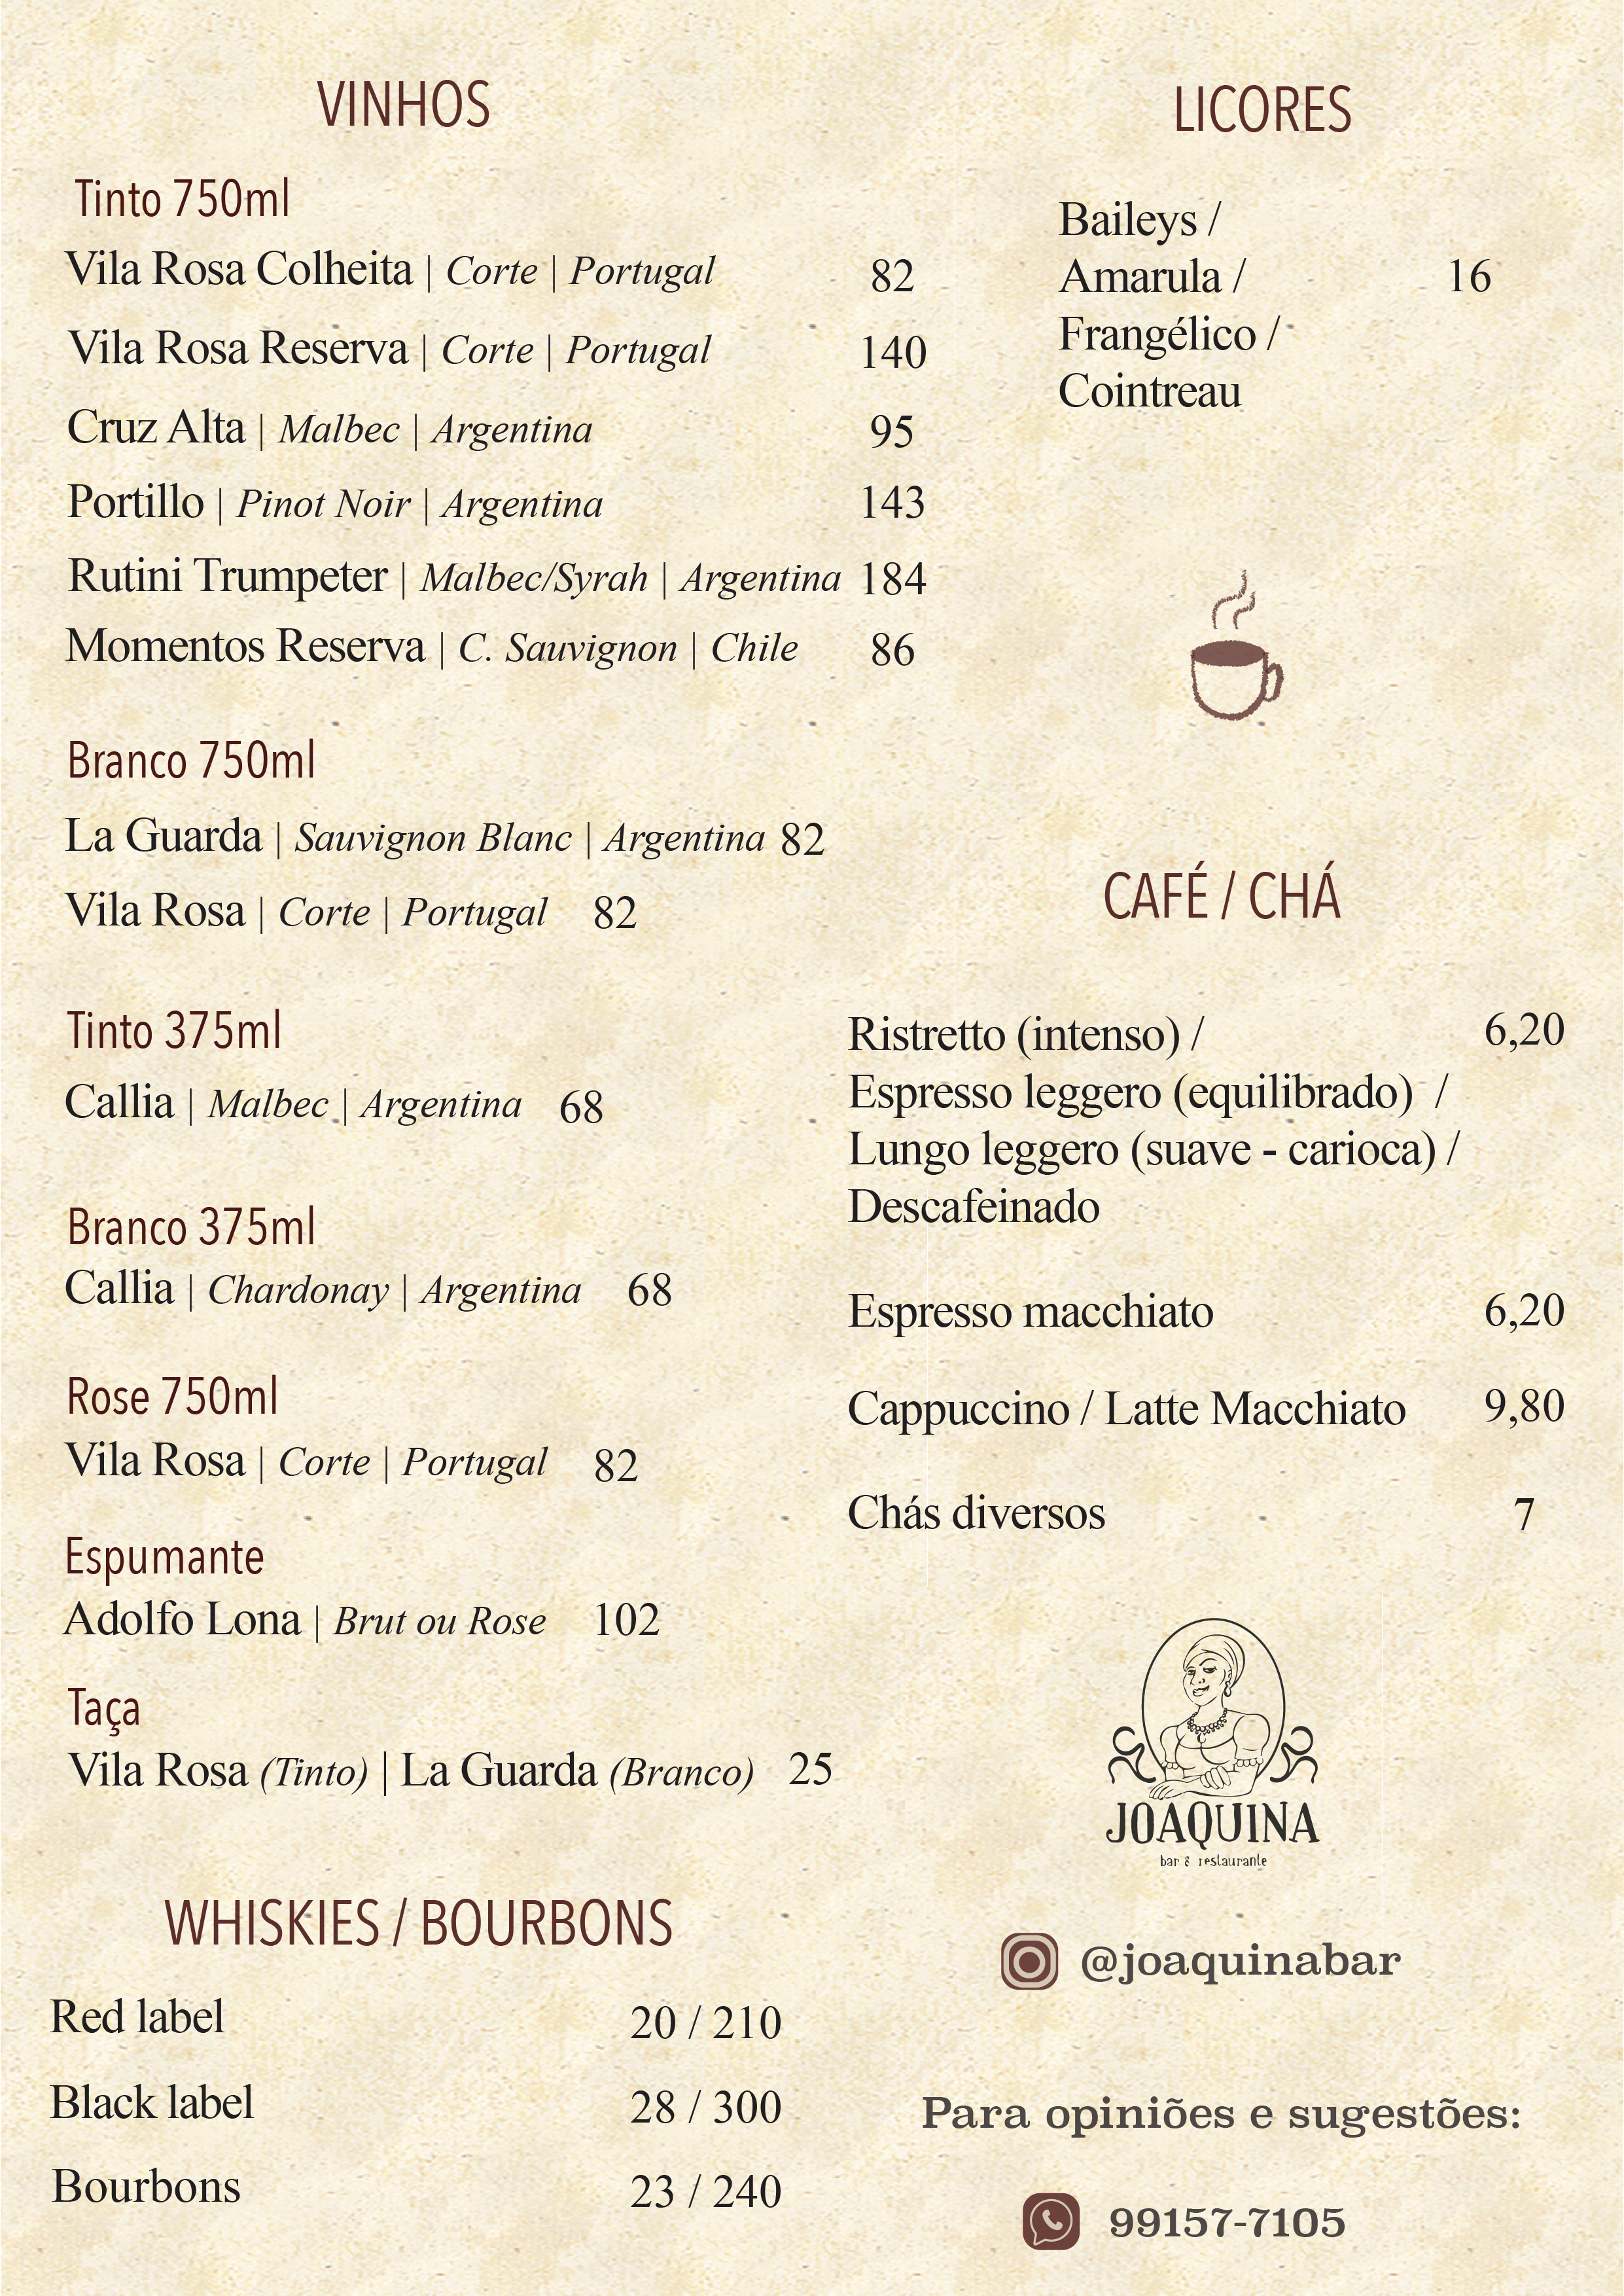 VINHOS
Tinto 750ml
Vila Rosa Colheita | Corte | Portugal 82
Vila Rosa Reserva | Corte | Portugal 140
Cruz Alta | Malbec | Argentina 95
Portillo | Pinot Noir | Argentina 143
Rutini Trumpeter | Malbec/Syrah | Argentina 184
Momentos Reserva | C. Sauvignon | Chile 86
Branco 750ml
La Guarda | Sauvignon Blanc | Argentina 82
Vila Rosa | Corte | Portugal 82
Tinto 375ml
Callia | Malbec | Argentina 68
Branco 375ml
Callia | Chardonay | Argentina 68
Rose 750ml
Vila Rosa | Corte | Portugal 82
Espumante
Adolfo Lona | Brut ou Rose 102
Taça
Vila Rosa (Tinto) | La Guarda (Branco) 25
WHISKIES / BOURBONS
Red label 20 / 210
Black label 28 / 300
Bourbons 23 / 240
LICORES
Baileys /
Amarula / 16
Frangélico /
Cointreau
CAFÉ / CHÁ
Ristretto (intenso) / 6,20
Espresso leggero (equilibrado) /
Lungo leggero (suave - carioca) /
Descafeinado
Espresso macchiato 6,20
Cappuccino / Latte Macchiato 9,80
Chás diversos 7
JOAQUINA
bar & restaurante
@joaquinabar
Para opiniões e sugestões:
99157-7105